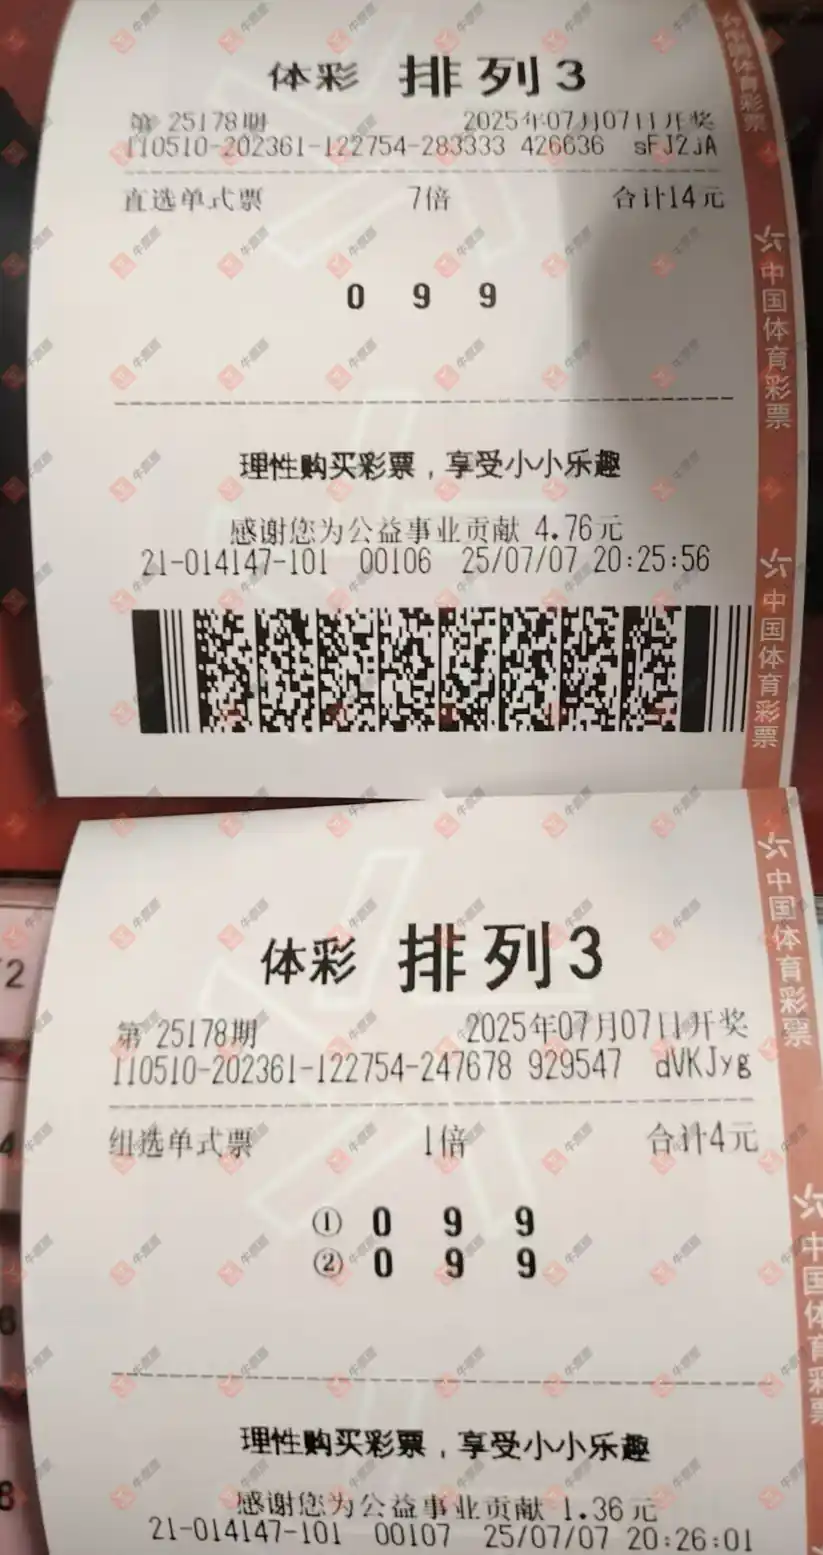 体彩 排列3
第 25178期 2025年07月07日开奖
110510-202361-122754-283333 426636 sFJ2JA
直选单式票 7倍 合计14元
0 9 9
理性购买彩票，享受小小乐趣
感谢您为公益事业贡献 4.76元
21-014147-101 00106 25/07/07 20:25:56
中国体育彩票
中国体育彩票
中国体育彩票
体彩 排列3
第 25178期 2025年07月07日开奖
110510-202361-122754-247678 929547 dVKJyg
组选单式票 1倍 合计4元
① 0 9 9
② 0 9 9
理性购买彩票，享受小小乐趣
感谢您为公益事业贡献 1.36元
21-014147-101 00107 25/07/07 20:26:01
中国体育彩票
中国体育彩票